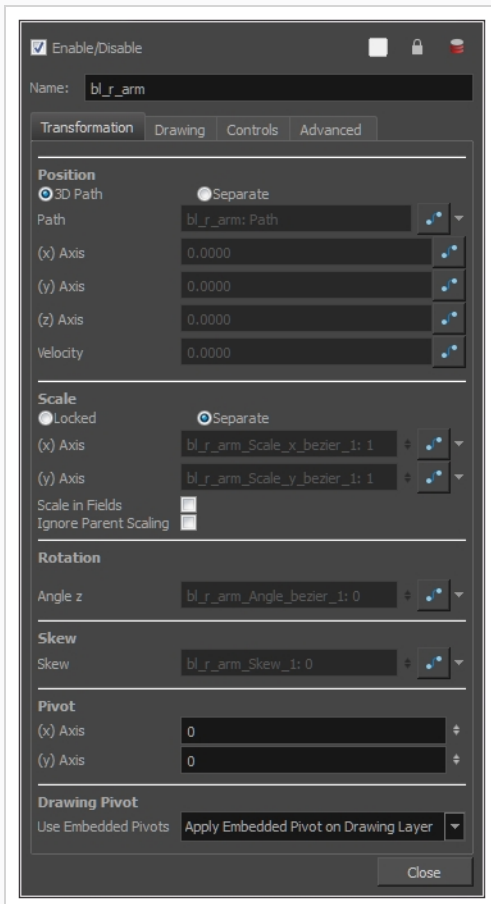 Enable/Disable
Name: bl_r_arm
Transformation Drawing Controls Advanced
Position
3D Path Separate
Path bl_r_arm: Path
(x) Axis 0.0000
(y) Axis 0.0000
(z) Axis 0.0000
Velocity 0.0000
Scale
Locked Separate
(x) Axis bl_r_arm_Scale_x_bezier_1: 1
(y) Axis bl_r_arm_Scale_y_bezier_1: 1
Scale in Fields
Ignore Parent Scaling
Rotation
Angle z bl_r_arm_Angle_bezier_1: 0
Skew
Skew bl_r_arm_Skew_1: 0
Pivot
(x) Axis 0
(y) Axis 0
Drawing Pivot
Use Embedded Pivots Apply Embedded Pivot on Drawing Layer
Close